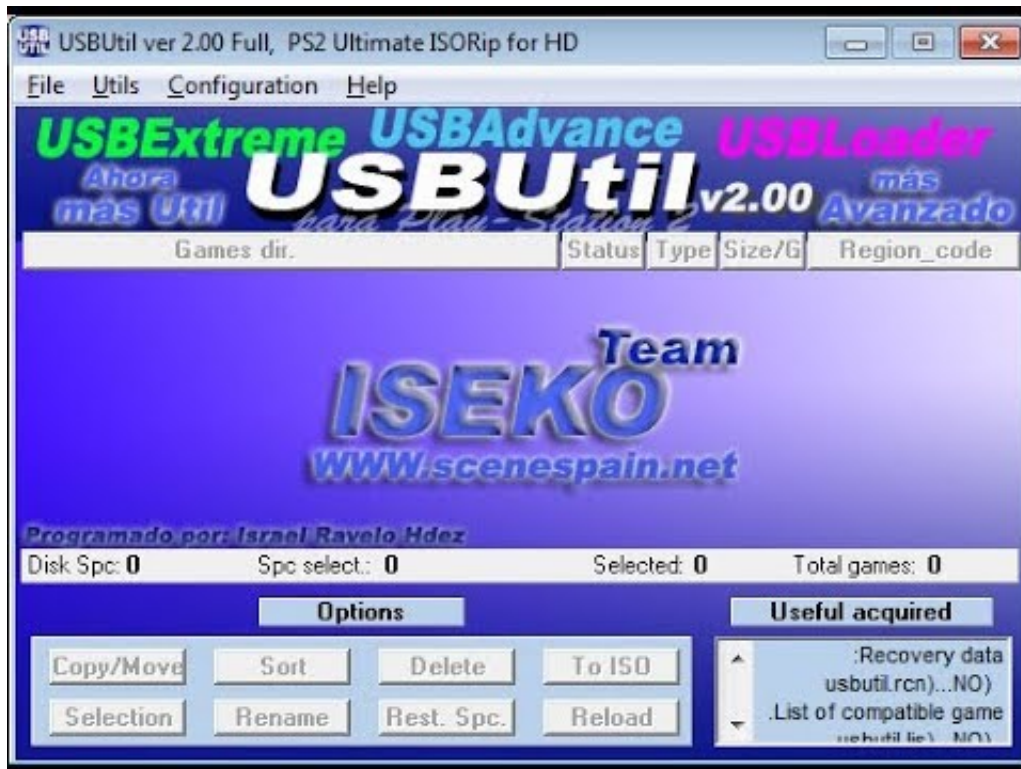 USBUtil ver 2.00 Full, PS2 Ultimate ISORip for HD
File Utils Configuration Help
USBExtreme USBAdvance USBLoader
Ahora más Util USBUtil v2.00 más Avanzado
para Play-Station 2
Games dir. Status Type Size/G Region_code
Team
ISEKO
WWW.scenespain.net
Programado por: Israel Ravelo Hdez
Disk Spc: 0 Spc select.: 0 Selected: 0 Total games: 0
Options Useful acquired
Copy/Move Sort Delete To ISO
Selection Rename Rest. Spc. Reload
:Recovery data
usbutil.rcn)...NO)
.List of compatible game